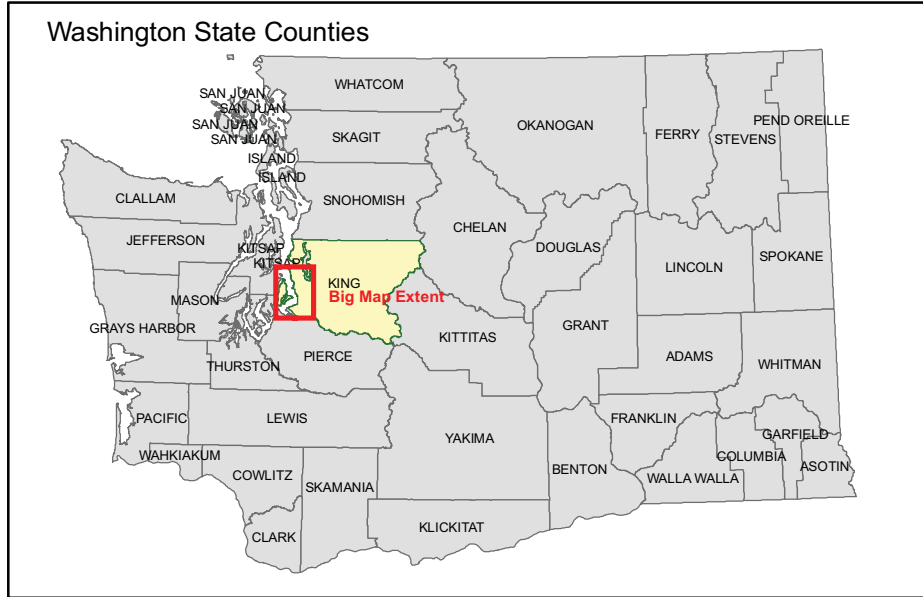 Washington State Counties
WHATCOM
SAN JUAN
SAN JUAN
SAN JUAN
SAN JUAN
SKAGIT
OKANOGAN
FERRY
STEVENS
PEND OREILLE
ISLAND
ISLAND
CLALLAM
SNOHOMISH
CHELAN
JEFFERSON
KITSAP
KITSAP
DOUGLAS
LINCOLN
SPOKANE
KING
Big Map Extent
MASON
GRAYS HARBOR
KITTITAS
GRANT
PIERCE
THURSTON
ADAMS
WHITMAN
PACIFIC
LEWIS
YAKIMA
FRANKLIN
GARFIELD
WAHKIAKUM
COLUMBIA
ASOTIN
BENTON
WALLA WALLA
COWLITZ
SKAMANIA
KLICKITAT
CLARK